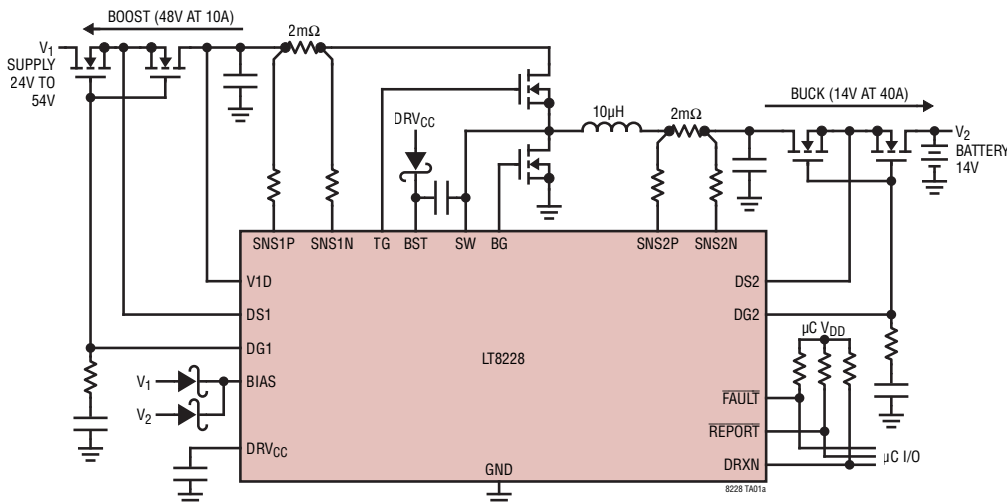 BOOST (48V AT 10A)
2mΩ
V1
SUPPLY
24V TO
54V
BUCK (14V AT 40A)
10µH
2mΩ
DRVCC
V2
BATTERY
14V
SNS1P
SNS1N
TG
BST
SW
BG
SNS2P
SNS2N
V1D
DS2
DS1
DG2
µC VDD
DG1
LT8228
V1
BIAS
V2
FAULT
REPORT
DRVCC
GND
DRXN
µC I/O
8228 TA01a